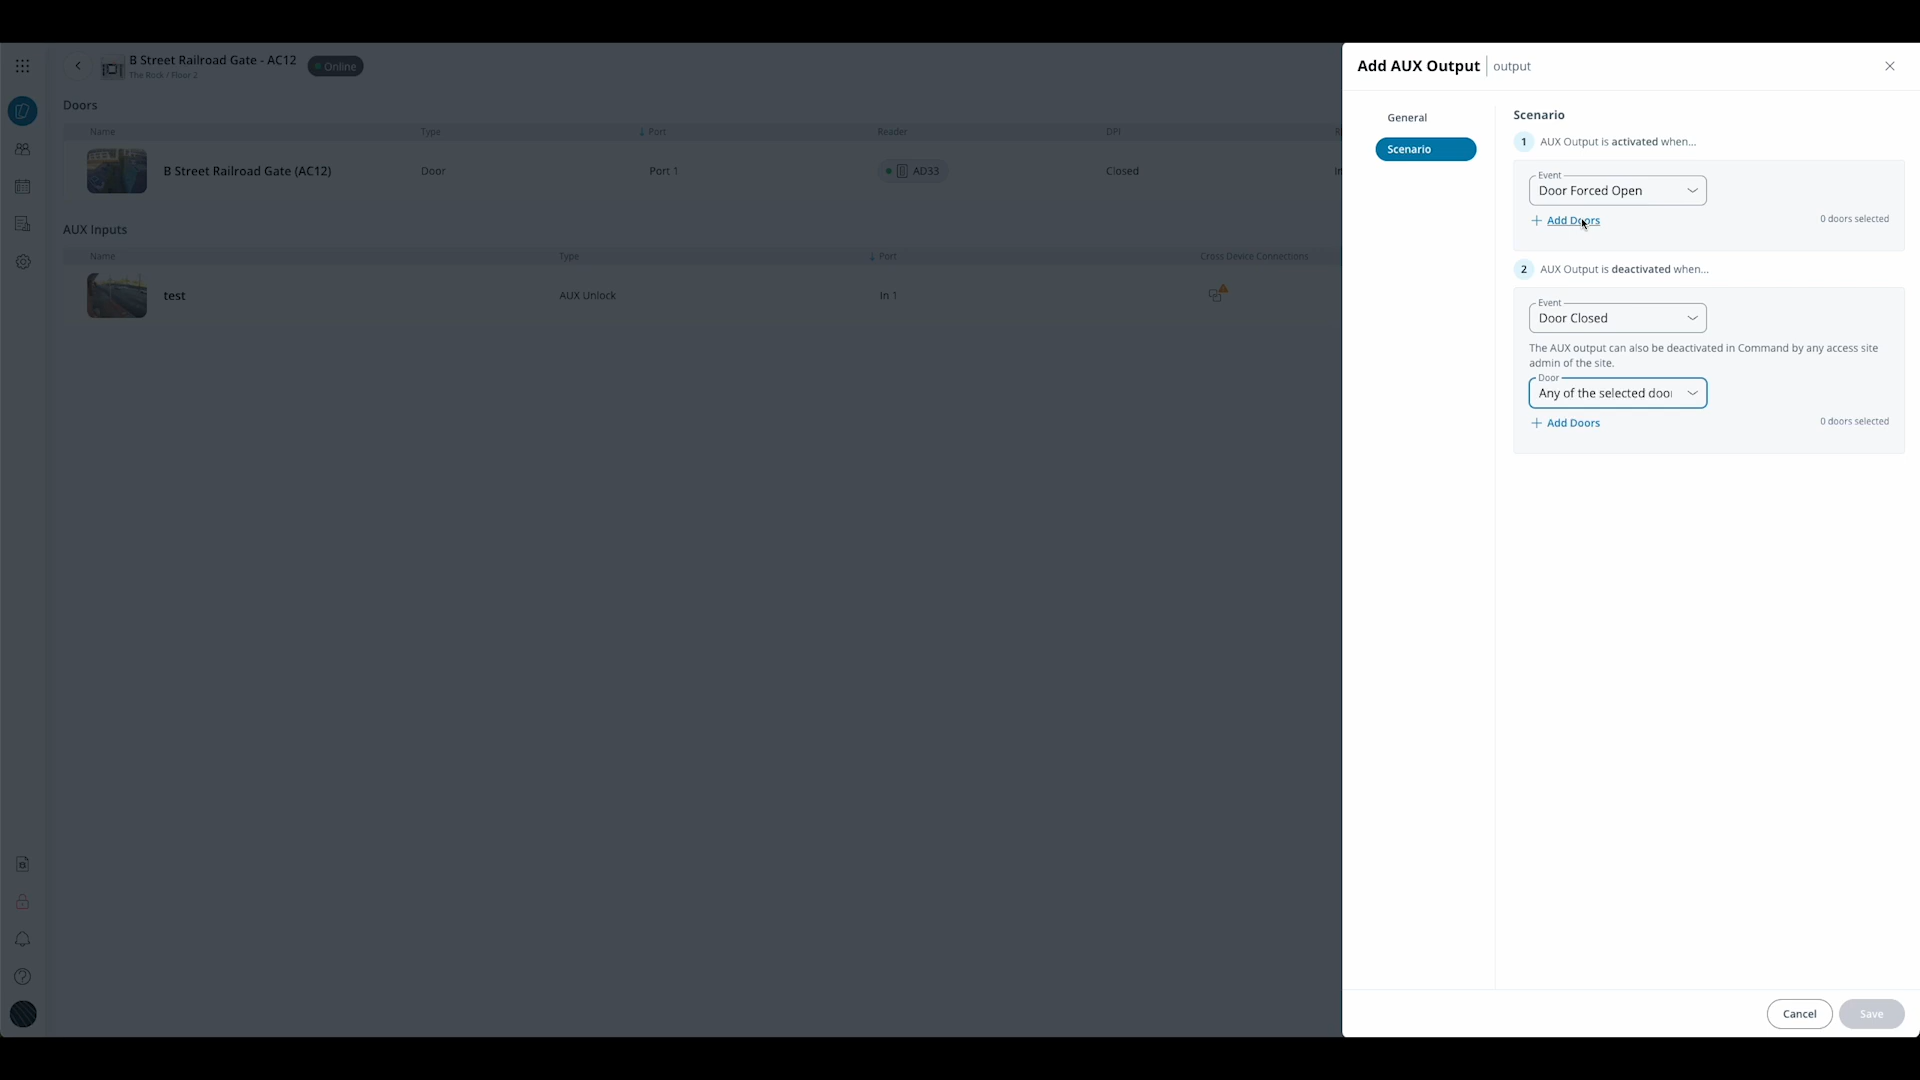 B Street Railroad Gate - AC12
The Rock / Floor 2
Online
Doors
Name Type Port Reader DPI
B Street Railroad Gate (AC12) Door Port 1 AD33 Closed
AUX Inputs
Name Type Port Cross Device Connections
test AUX Unlock In 1
Add AUX Output output
General
Scenario
Scenario
1 AUX Output is activated when...
Event
Door Forced Open
Add Doors 0 doors selected
2 AUX Output is deactivated when...
Event
Door Closed
The AUX output can also be deactivated in Command by any access site
admin of the site.
Door
Any of the selected door
Add Doors 0 doors selected
Cancel Save